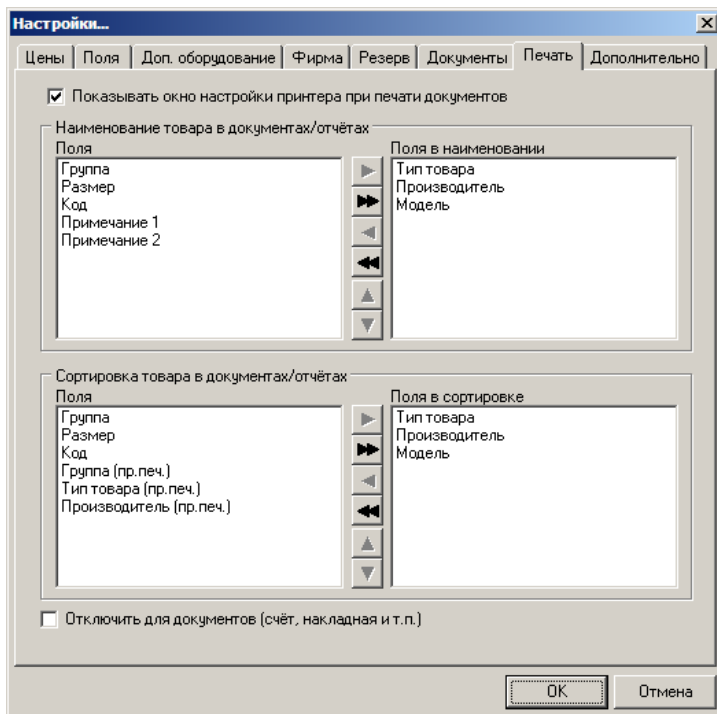 Настройки...
Цены Поля Доп. оборудование Фирма Резерв Документы Печать Дополнительно
Показывать окно настройки принтера при печати документов
Наименование товара в документах/отчётах
Поля
Группа
Размер
Код
Примечание 1
Примечание 2
Поля в наименовании
Тип товара
Производитель
Модель
Сортировка товара в документах/отчётах
Поля
Группа
Размер
Код
Группа (пр.печ.)
Тип товара (пр.печ.)
Производитель (пр.печ.)
Поля в сортировке
Тип товара
Производитель
Модель
Отключить для документов (счёт, накладная и т.п.)
OK Отмена